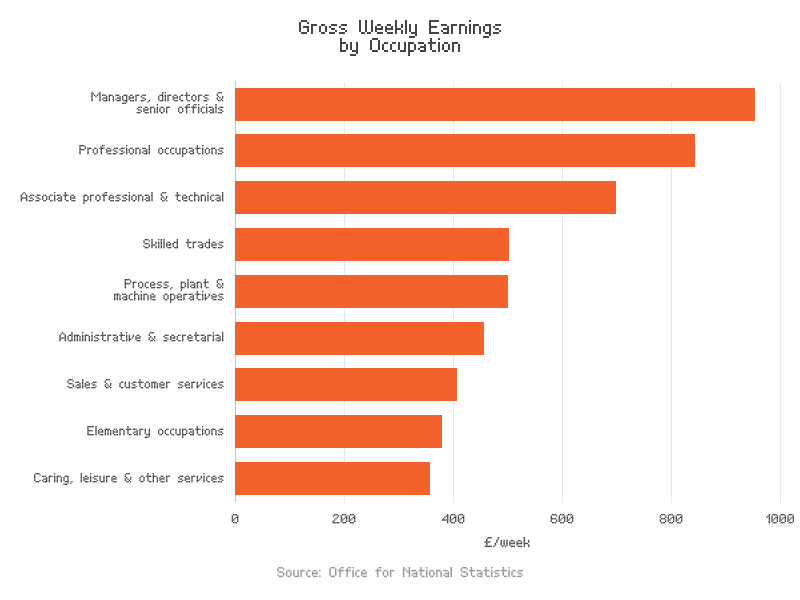 Gross Weekly Earnings
by Occupation
Managers, directors &
senior officials
Professional occupations
Associate professional & technical
Skilled trades
Process, plant &
machine operatives
Administrative & secretarial
Sales & customer services
Elementary occupations
Caring, leisure & other services
0 200 400 600 800 1000
£/week
Source: Office for National Statistics